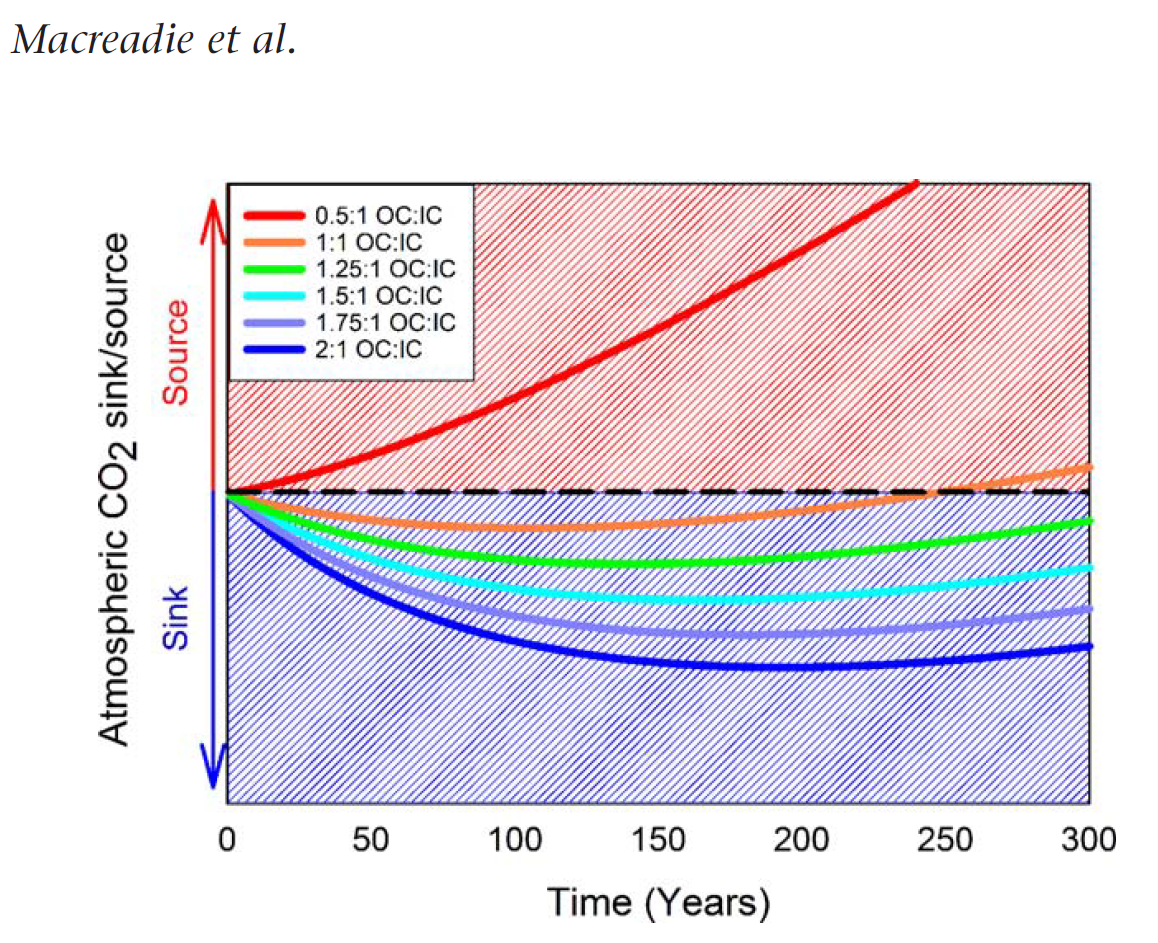 Macreadie et al.
0.5:1 OC:IC
1:1 OC:IC
1.25:1 OC:IC
1.5:1 OC:IC
1.75:1 OC:IC
2:1 OC:IC
Atmospheric CO2 sink/source
Source
Sink
0 50 100 150 200 250 300
Time (Years)